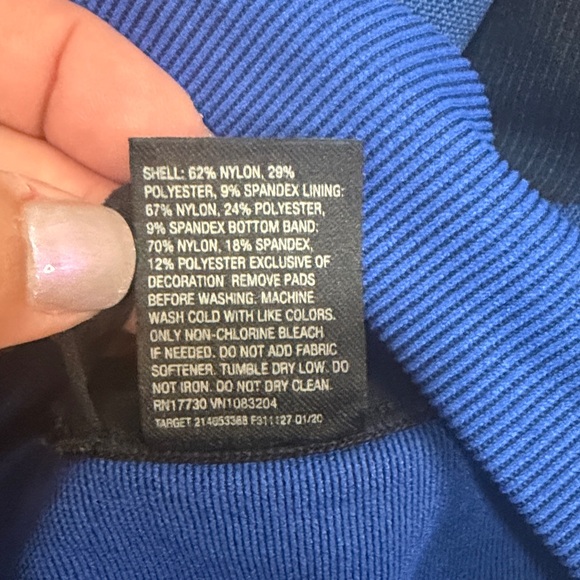 SHELL: 62% NYLON, 29%
POLYESTER, 9% SPANDEX LINING:
67% NYLON, 24% POLYESTER,
9% SPANDEX BOTTOM BAND:
70% NYLON, 18% SPANDEX,
12% POLYESTER EXCLUSIVE OF
DECORATION REMOVE PADS
BEFORE WASHING. MACHINE
WASH COLD WITH LIKE COLORS.
ONLY NON-CHLORINE BLEACH
IF NEEDED. DO NOT ADD FABRIC
SOFTENER. TUMBLE DRY LOW. DO
NOT IRON. DO NOT DRY CLEAN.
RN17730 VN1083204
TARGET 214053368 F311127 Q1/20